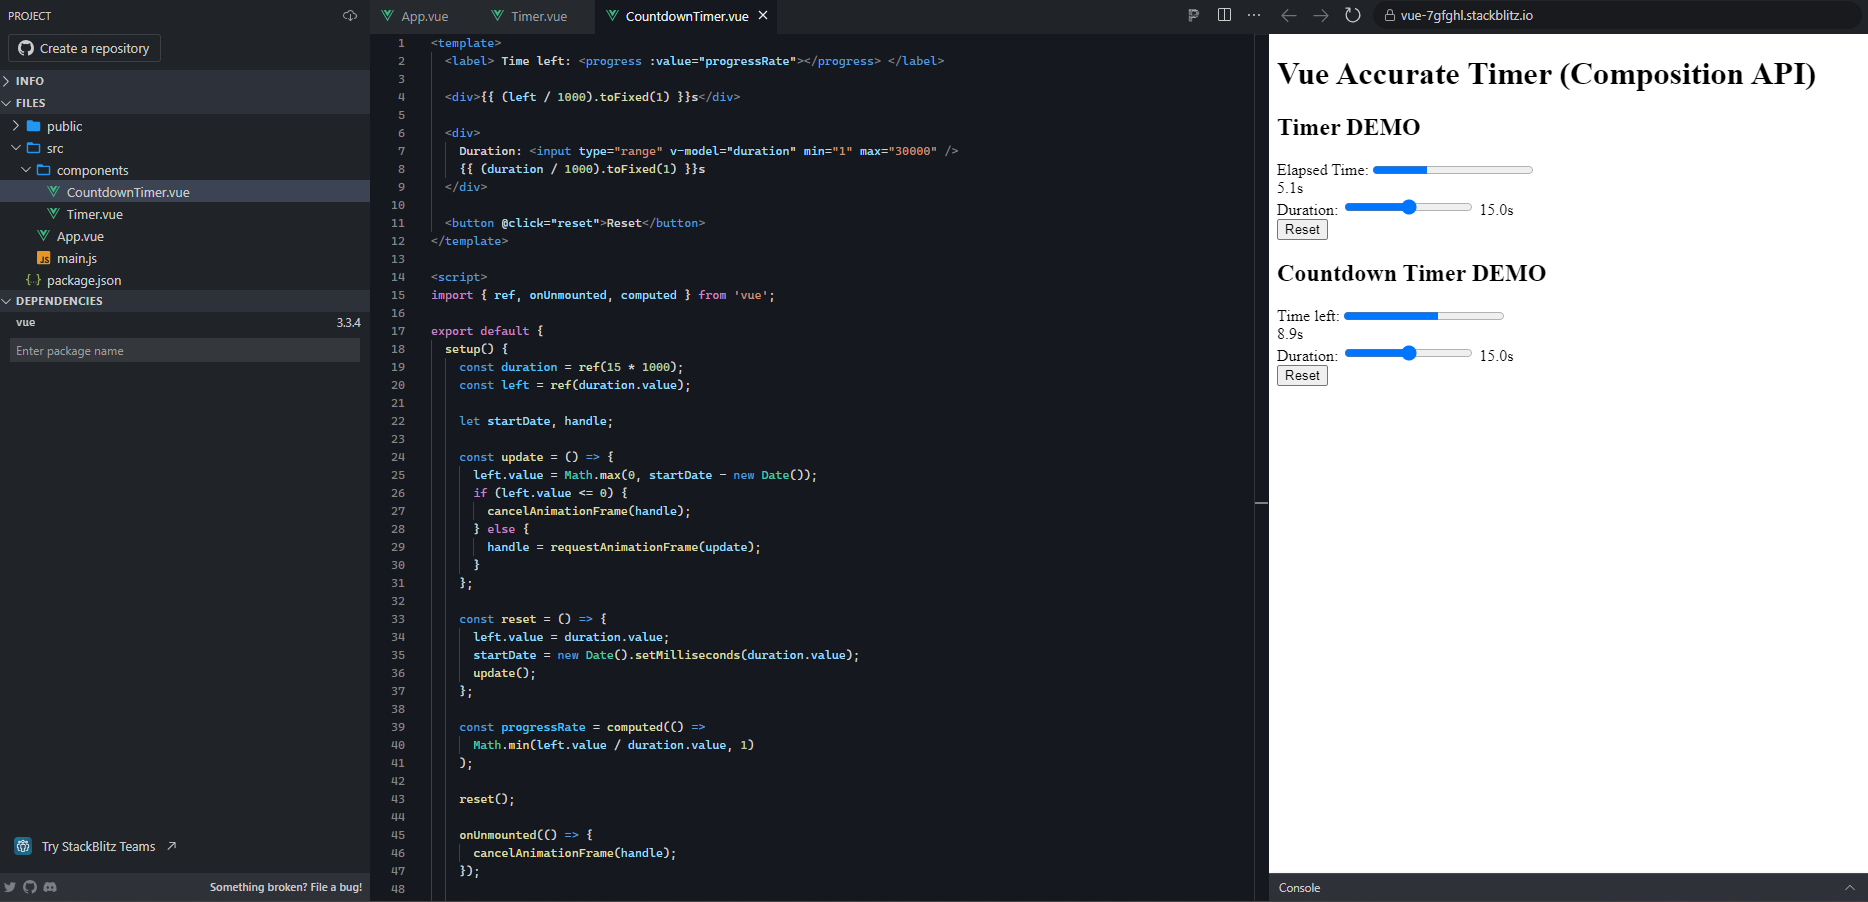 PROJECT
Create a repository
INFO
FILES
public
src
components
CountdownTimer.vue
Timer.vue
App.vue
JS main.js
{··} package.json
DEPENDENCIES
vue 3.3.4
Enter package name
Try StackBlitz Teams
Something broken? File a bug!
App.vue Timer.vue CountdownTimer.vue
1 <template>
2 <label> Time left: <progress :value="progressRate"></progress> </label>
3
4 <div>{{ (left / 1000).toFixed(1) }}s</div>
5
6 <div>
7 Duration: <input type="range" v-model="duration" min="1" max="30000" />
8 {{ (duration / 1000).toFixed(1) }}s
9 </div>
10
11 <button @click="reset">Reset</button>
12 </template>
13
14 <script>
15 import { ref, onUnmounted, computed } from 'vue';
16
17 export default {
18 setup() {
19 const duration = ref(15 * 1000);
20 const left = ref(duration.value);
21
22 let startDate, handle;
23
24 const update = () => {
25 left.value = Math.max(0, startDate - new Date());
26 if (left.value <= 0) {
27 cancelAnimationFrame(handle);
28 } else {
29 handle = requestAnimationFrame(update);
30 }
31 };
32
33 const reset = () => {
34 left.value = duration.value;
35 startDate = new Date().setMilliseconds(duration.value);
36 update();
37 };
38
39 const progressRate = computed(() =>
40 Math.min(left.value / duration.value, 1)
41 );
42
43 reset();
44
45 onUnmounted(() => {
46 cancelAnimationFrame(handle);
47 });
48
vue-7gfghl.stackblitz.io
Vue Accurate Timer (Composition API)
Timer DEMO
Elapsed Time:
5.1s
Duration: 15.0s
Reset
Countdown Timer DEMO
Time left:
8.9s
Duration: 15.0s
Reset
Console